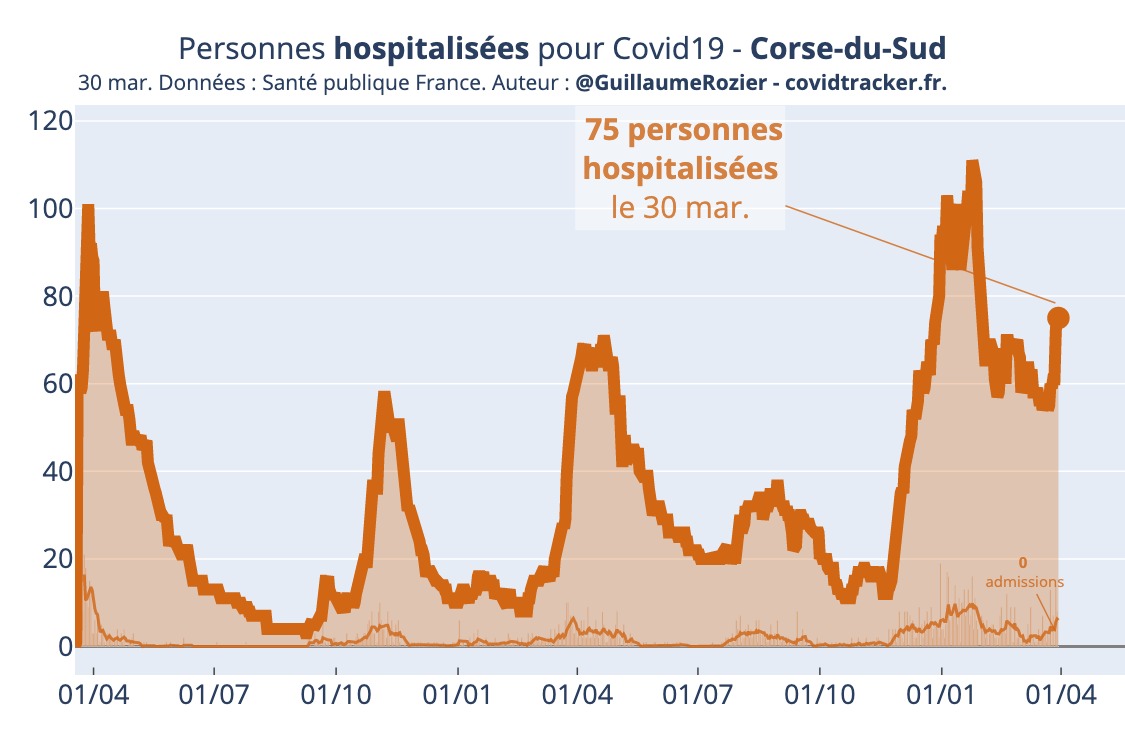 Personnes hospitalisées pour Covid19 - Corse-du-Sud
30 mar. Données : Santé publique France. Auteur : @GuillaumeRozier - covidtracker.fr.
120
75 personnes
hospitalisées
le 30 mar.
100
80
60
40
20
0
admissions
0
01/04
01/07
01/10
01/01
01/04
01/07
01/10
01/01
01/04